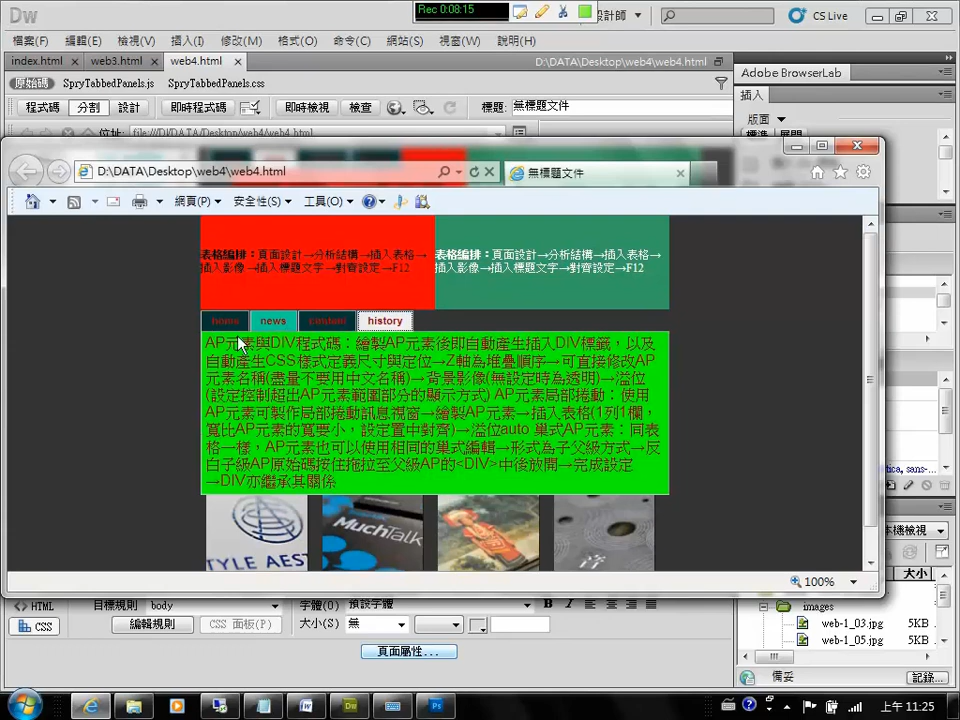 Dw
Rec 0:08:15
設計師
CS Live
檔案(F) 編輯(E) 檢視(V) 插入(I) 修改(M) 格式(O) 命令(C) 網站(S) 視窗(W) 說明(H)
index.html web3.html web4.html D:\DATA\Desktop\web4\web4.html
原始碼 SpryTabbedPanels.js SpryTabbedPanels.css
Adobe BrowserLab
插入
程式碼 分割 設計 即時程式碼 即時檢視 檢查 標題: 無標題文件
版面
位址: file:///D|/DATA/Desktop/web4/web4.html
標準 展開
D:\DATA\Desktop\web4\web4.html
無標題文件
網頁(P) 安全性(S) 工具(O)
表格編排：頁面設計→分析結構→插入表格→
插入影像→插入標題文字→對齊設定→F12
表格編排：頁面設計→分析結構→插入表格→
插入影像→插入標題文字→對齊設定→F12
home news content history
AP元素與DIV程式碼：繪製AP元素後即自動產生插入DIV標籤，以及
自動產生CSS樣式定義尺寸與定位→Z軸為堆疊順序→可直接修改AP
元素名稱(盡量不要用中文名稱)→背景影像(無設定時為透明)→溢位
(設定控制超出AP元素範圍部分的顯示方式) AP元素局部捲動：使用
AP元素可製作局部捲動訊息視窗→繪製AP元素→插入表格(1列1欄，
寬比AP元素的寬要小，設定置中對齊)→溢位auto 巢式AP元素：同表
格一樣，AP元素也可以使用相同的巢式編輯→形式為子父級方式→反
白子級AP原始碼按住拖拉至父級AP的<DIV>中後放開→完成設定
→DIV亦繼承其關係
TYLE AEST
MuchTalk
100%
a, sans-
本機檢視
大小
images
web-1_03.jpg 5KB
web-1_05.jpg 5KB
HTML
CSS
目標規則 body
編輯規則 CSS 面板(P)
字體(O) 預設字體
大小(S) 無
B I
頁面屬性...
備妥
記錄...
Dw
Ps
上午 11:25